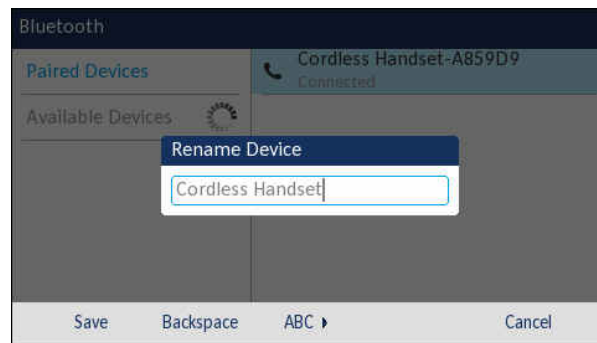 Bluetooth
Paired Devices
Cordless Handset-A859D9
Connected
Available Devices
Rename Device
Cordless Handset
Save Backspace ABC Cancel